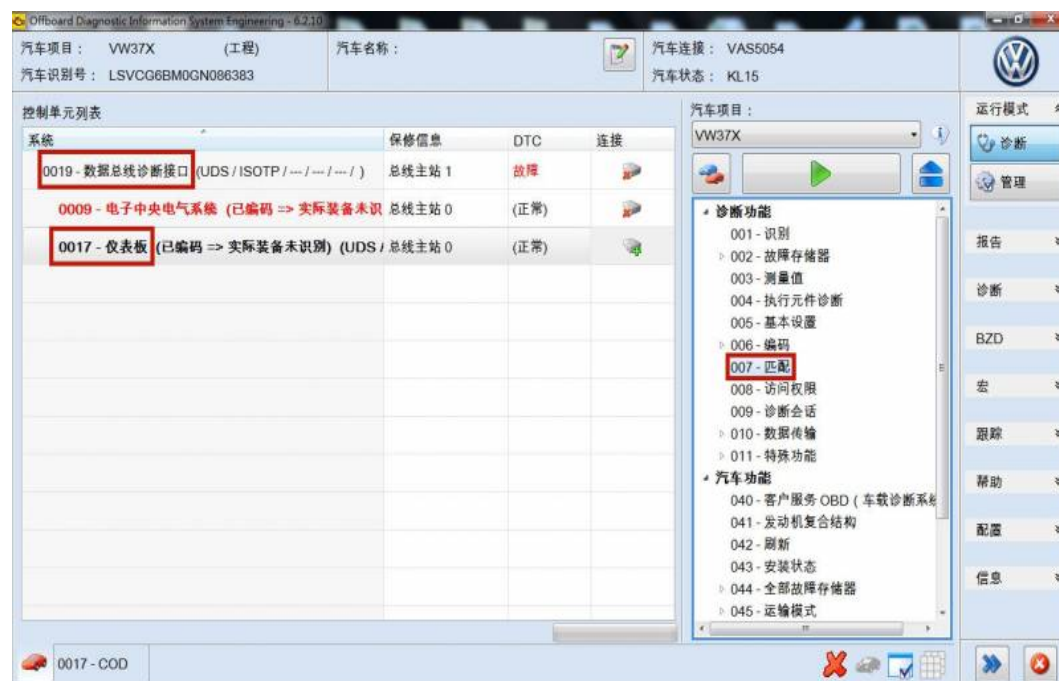 Offboard Diagnostic Information System Engineering - 6.2.10
汽车项目： VW37X (工程) 汽车名称： 汽车连接： VAS5054
汽车识别号： LSVCG6BM0GN086383 汽车状态： KL15
控制单元列表
系统 保修信息 DTC 连接
0019 - 数据总线诊断接口 (UDS / ISOTP / --- / --- / --- / ) 总线主站 1 故障
0009 - 电子中央电气系统 (已编码 => 实际装备未识 总线主站 0 (正常)
0017 - 仪表板 (已编码 => 实际装备未识别) (UDS / 总线主站 0 (正常)
0017 - COD
汽车项目：
VW37X
诊断功能
001 - 识别
002 - 故障存储器
003 - 测量值
004 - 执行元件诊断
005 - 基本设置
006 - 编码
007 - 匹配
008 - 访问权限
009 - 诊断会话
010 - 数据传输
011 - 特殊功能
汽车功能
040 - 客户服务 OBD ( 车载诊断系统
041 - 发动机复合结构
042 - 刷新
043 - 安装状态
044 - 全部故障存储器
045 - 运输模式
运行模式
诊断
管理
报告
诊断
BZD
宏
跟踪
帮助
配置
信息